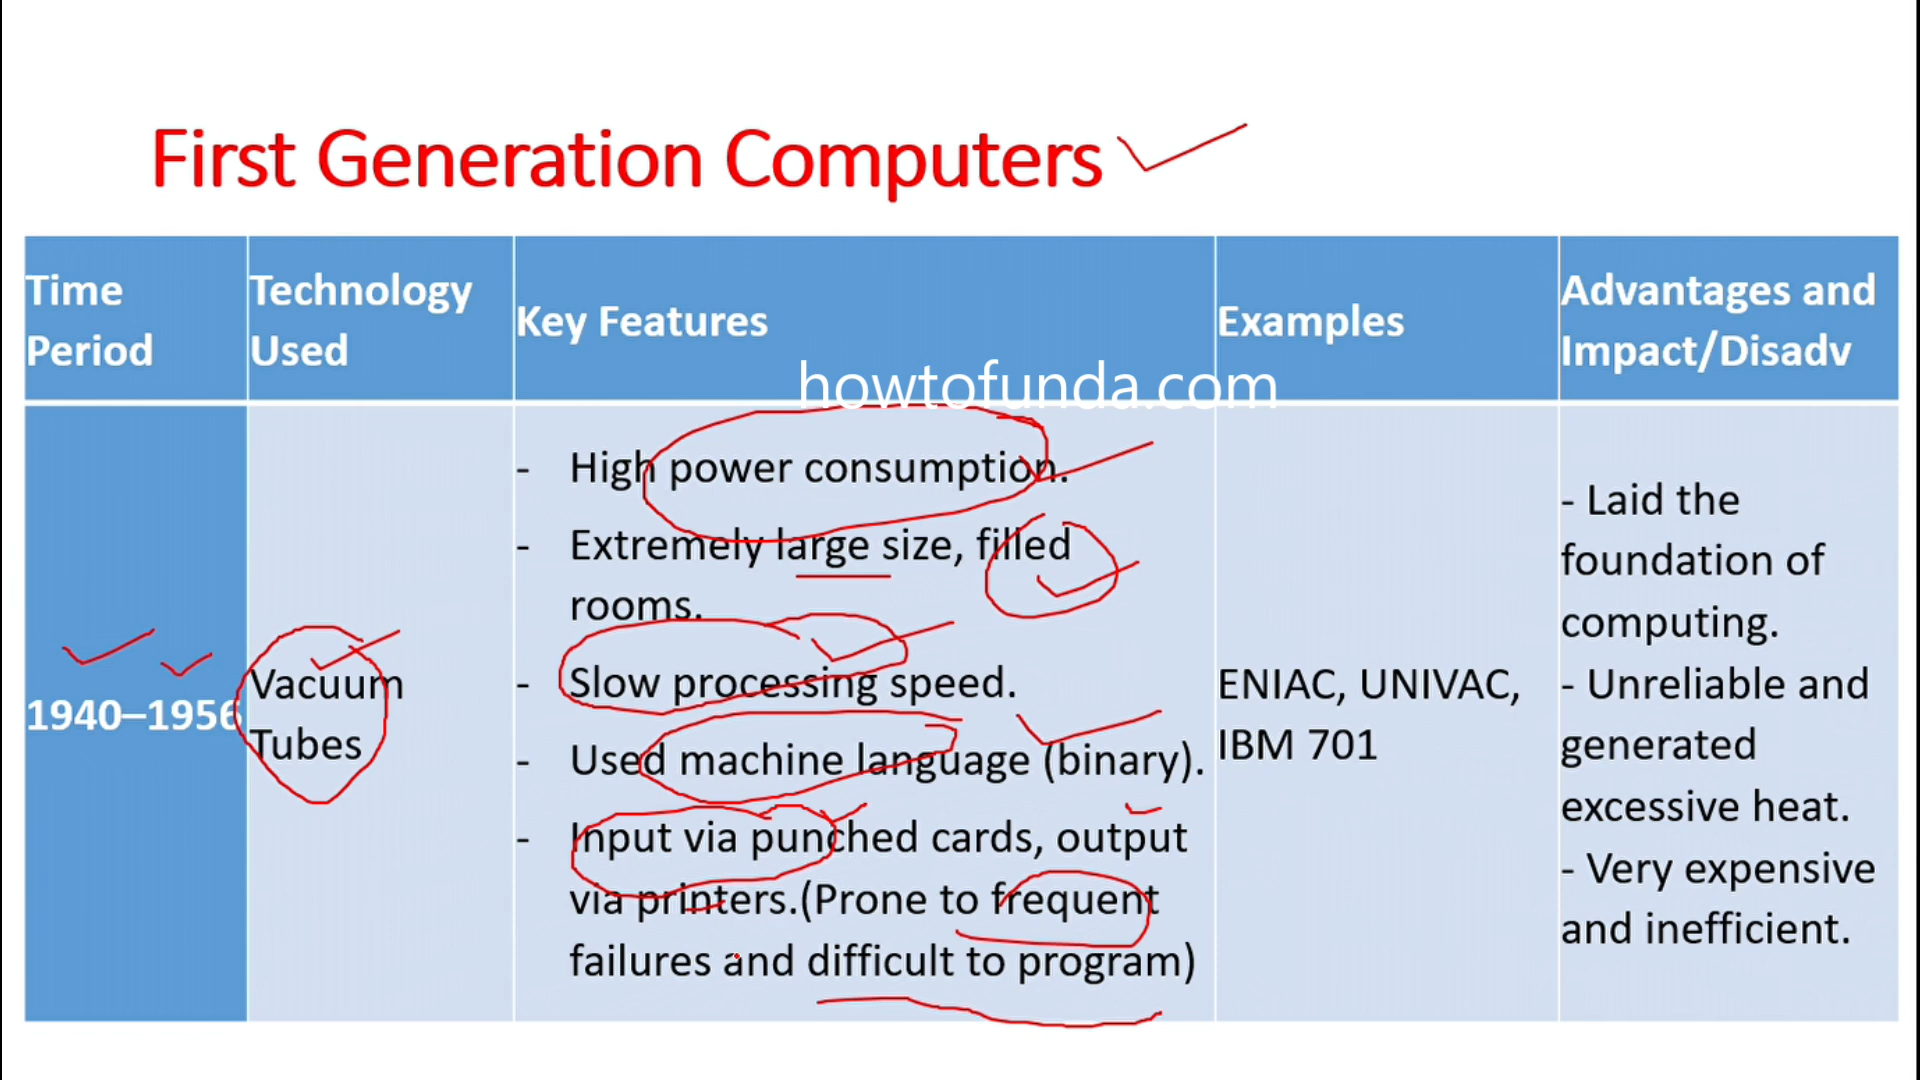 First Generation Computers
Time
Period
Technology
Used
Key Features
Examples
Advantages and
Impact/Disadv
howtofunda.com
1940–1956
Vacuum
Tubes
- High power consumption.
- Extremely large size, filled
rooms.
- Slow processing speed.
- Used machine language (binary).
- Input via punched cards, output
via printers.(Prone to frequent
failures and difficult to program)
ENIAC, UNIVAC,
IBM 701
- Laid the
foundation of
computing.
- Unreliable and
generated
excessive heat.
- Very expensive
and inefficient.